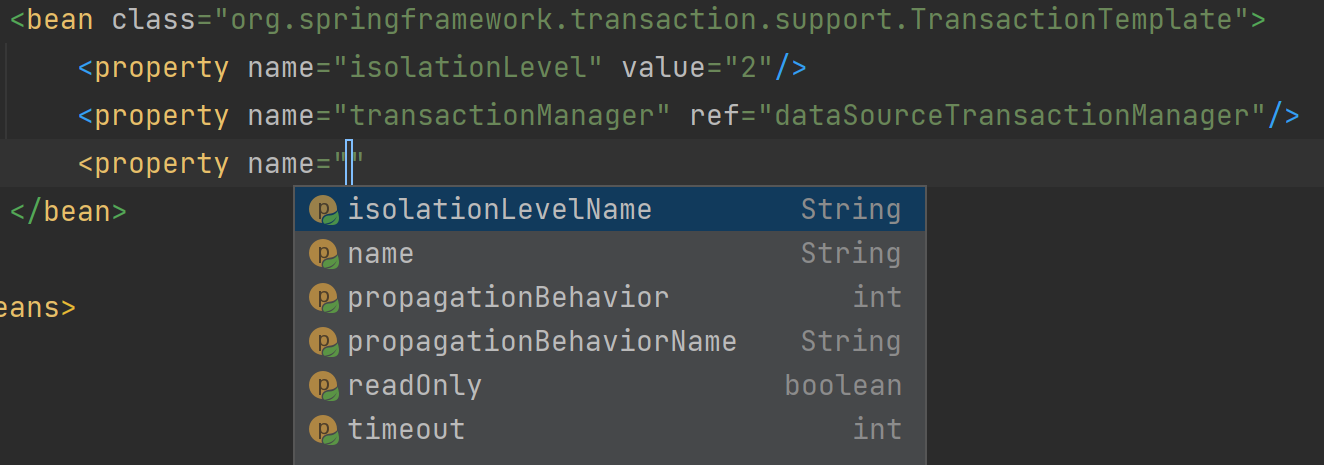 <bean class="org.springframework.transaction.support.TransactionTemplate">
<property name="isolationLevel" value="2"/>
<property name="transactionManager" ref="dataSourceTransactionManager"/>
<property name=""
p isolationLevelName String
p name String
p propagationBehavior int
p propagationBehaviorName String
p readOnly boolean
p timeout int
</bean>
eans>